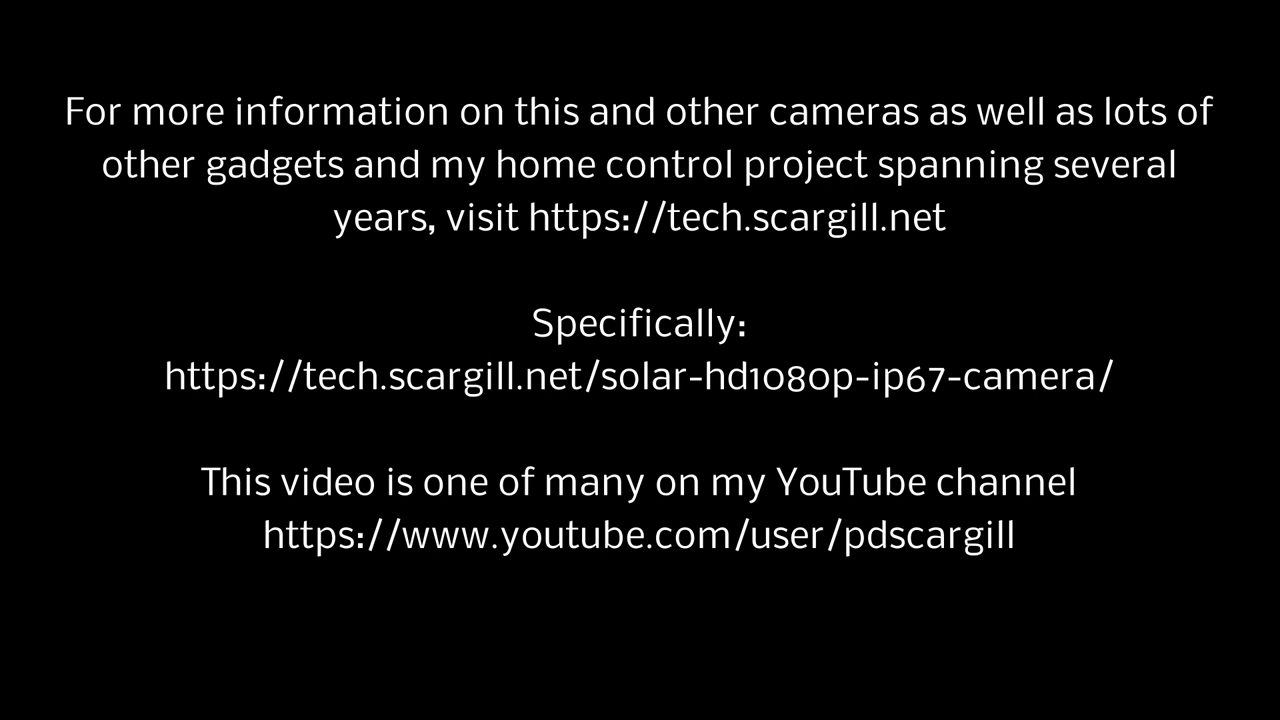 For more information on this and other cameras as well as lots of
other gadgets and my home control project spanning several
years, visit https://tech.scargill.net
Specifically:
https://tech.scargill.net/solar-hd1080p-ip67-camera/
This video is one of many on my YouTube channel
https://www.youtube.com/user/pdscargill